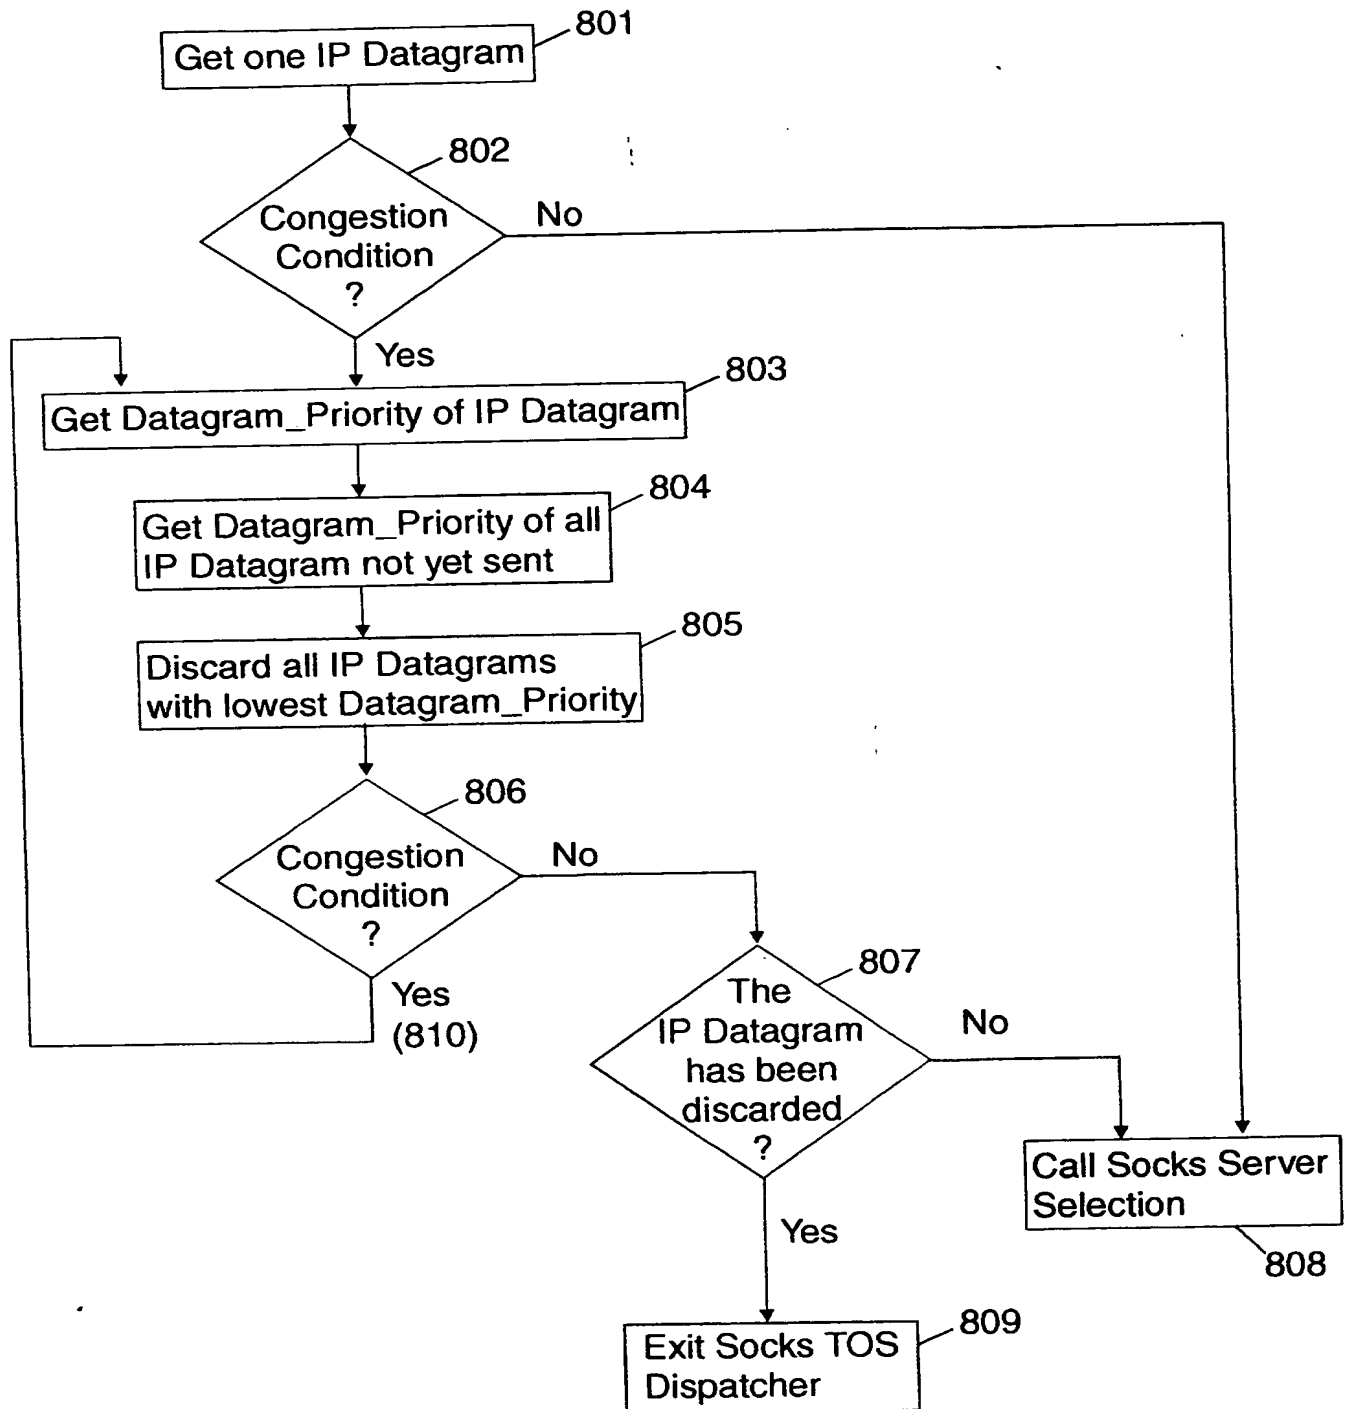 801
Get one IP Datagram
802
Congestion
Condition
?
No
Yes
803
Get Datagram_Priority of IP Datagram
804
Get Datagram_Priority of all
IP Datagram not yet sent
805
Discard all IP Datagrams
with lowest Datagram_Priority
806
Congestion
Condition
?
No
Yes
(810)
807
The
IP Datagram
has been
discarded
?
No
Yes
Call Socks Server
Selection
808
809
Exit Socks TOS
Dispatcher